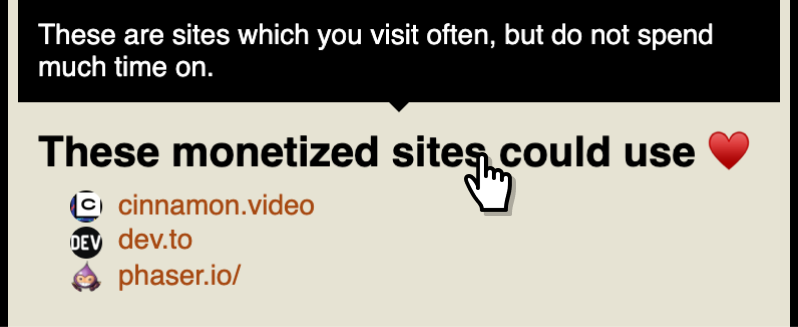 These are sites which you visit often, but do not spend
much time on.
These monetized sites could use ❤️
C cinnamon.video
DEV dev.to
phaser.io/